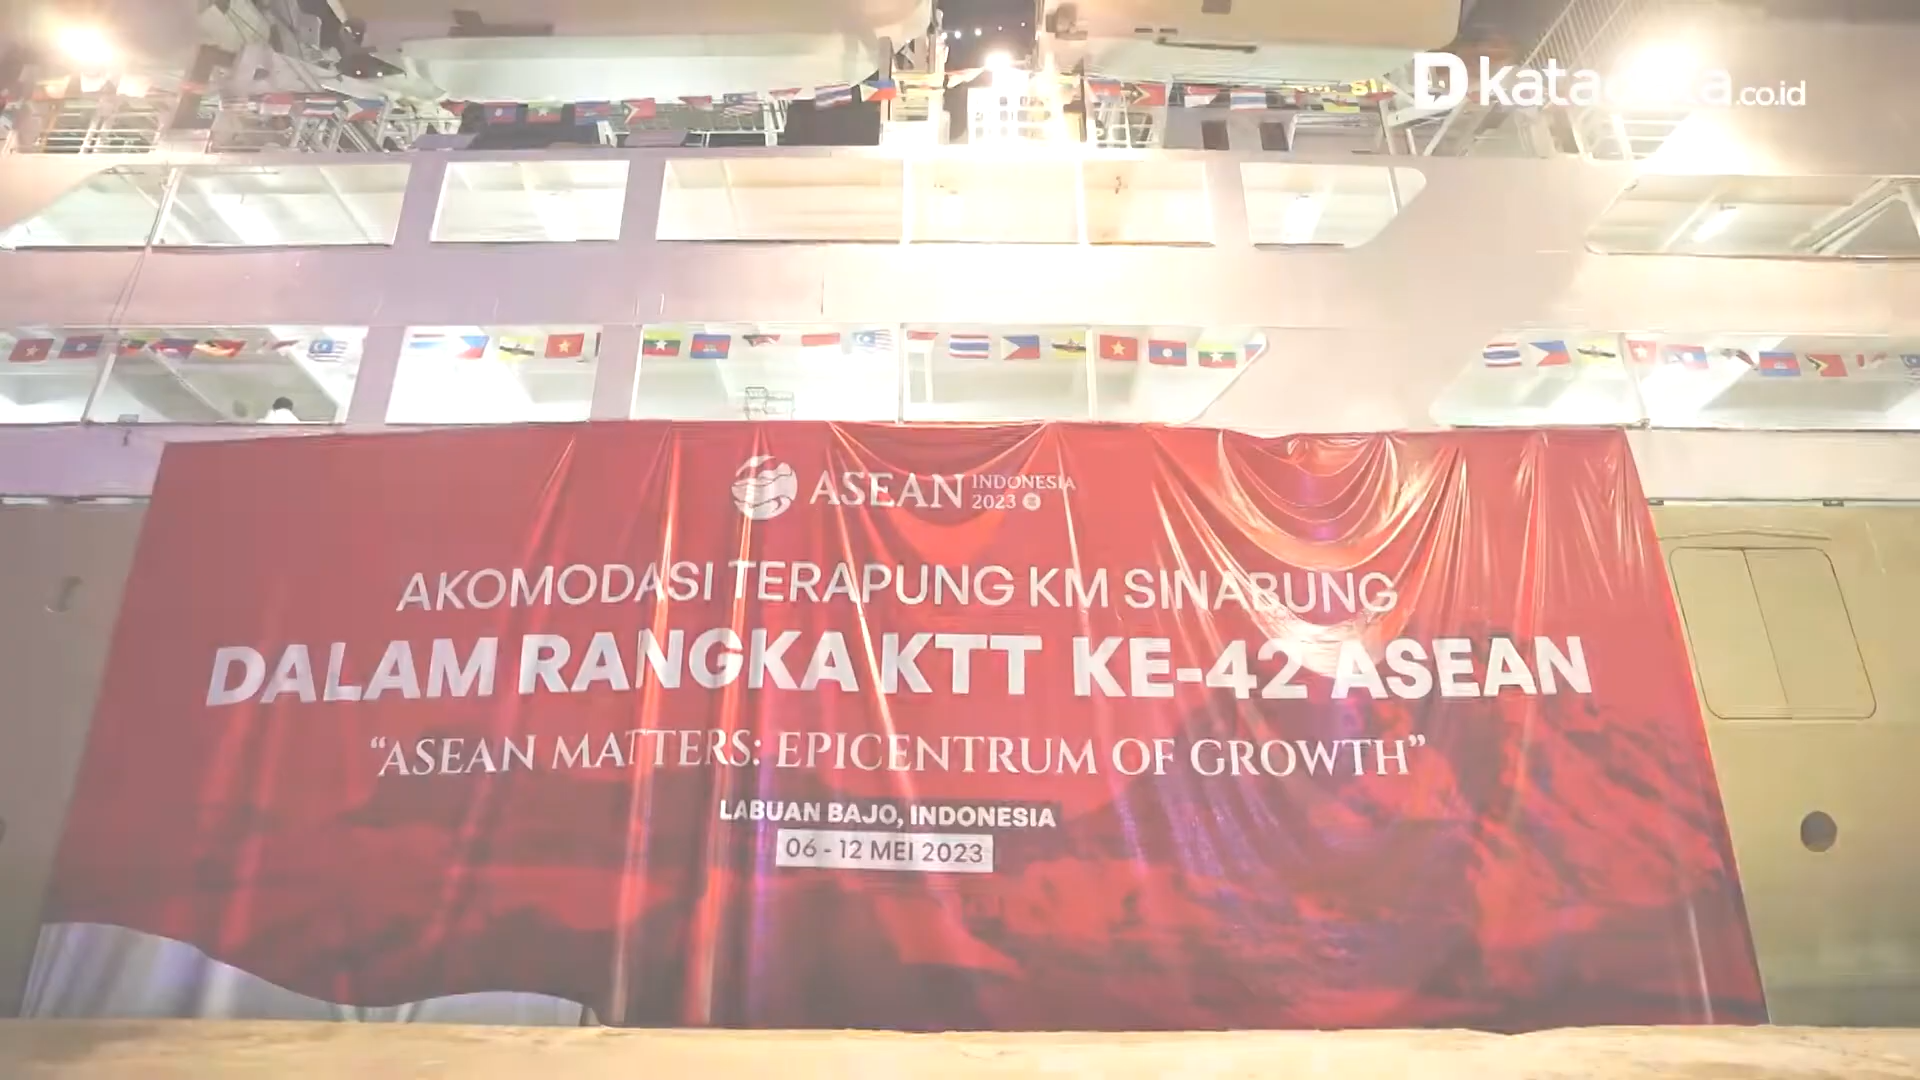 katadata.co.id
ASEAN INDONESIA 2023
AKOMODASI TERAPUNG KM SINABUNG
DALAM RANGKA KTT KE-42 ASEAN
“ASEAN MATTERS: EPICENTRUM OF GROWTH”
LABUAN BAJO, INDONESIA
06 - 12 MEI 2023